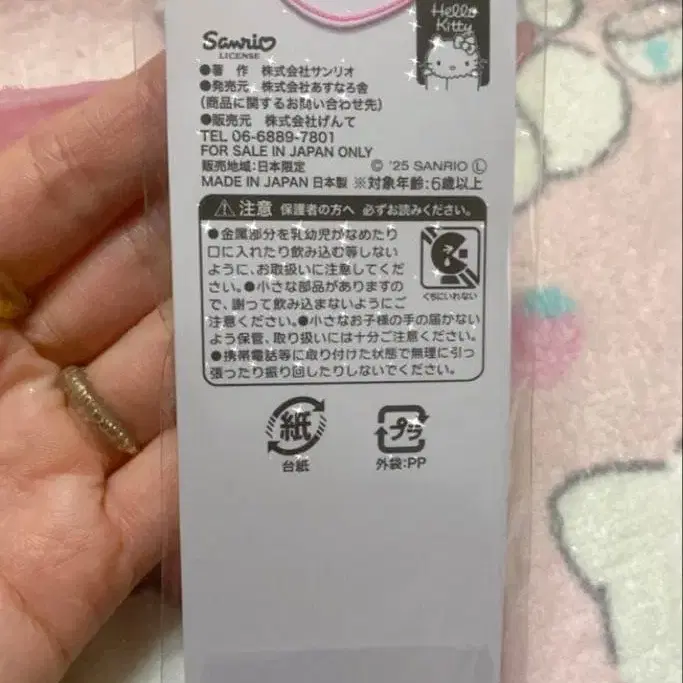 Hello
Kitty
Sanrio
LICENSE
●著 作 株式会社サンリオ
●発売元 株式会社あすなろ舎
(商品に関するお問い合わせ先)
●販売元 株式会社げんて
TEL 06-6889-7801
FOR SALE IN JAPAN ONLY
販売地域:日本限定 © '25 SANRIO Ⓛ
MADE IN JAPAN 日本製 ※対象年齢:6歳以上
⚠注意 保護者の方へ 必ずお読みください。
●金属部分を乳幼児がなめたり
口に入れたり飲み込む等しない
ように、お取扱いに注意してくだ
さい。●小さな部品がありますの
で、謝って飲み込まないようにご
注意ください。●小さなお子様の手の届かない
よう保管、取り扱いには十分ご注意ください。
●携帯電話等に取り付けた状態で無理に引っ
張ったり振り回したりしないでください。
くちにいれない
紙
台紙
プラ
外袋:PP